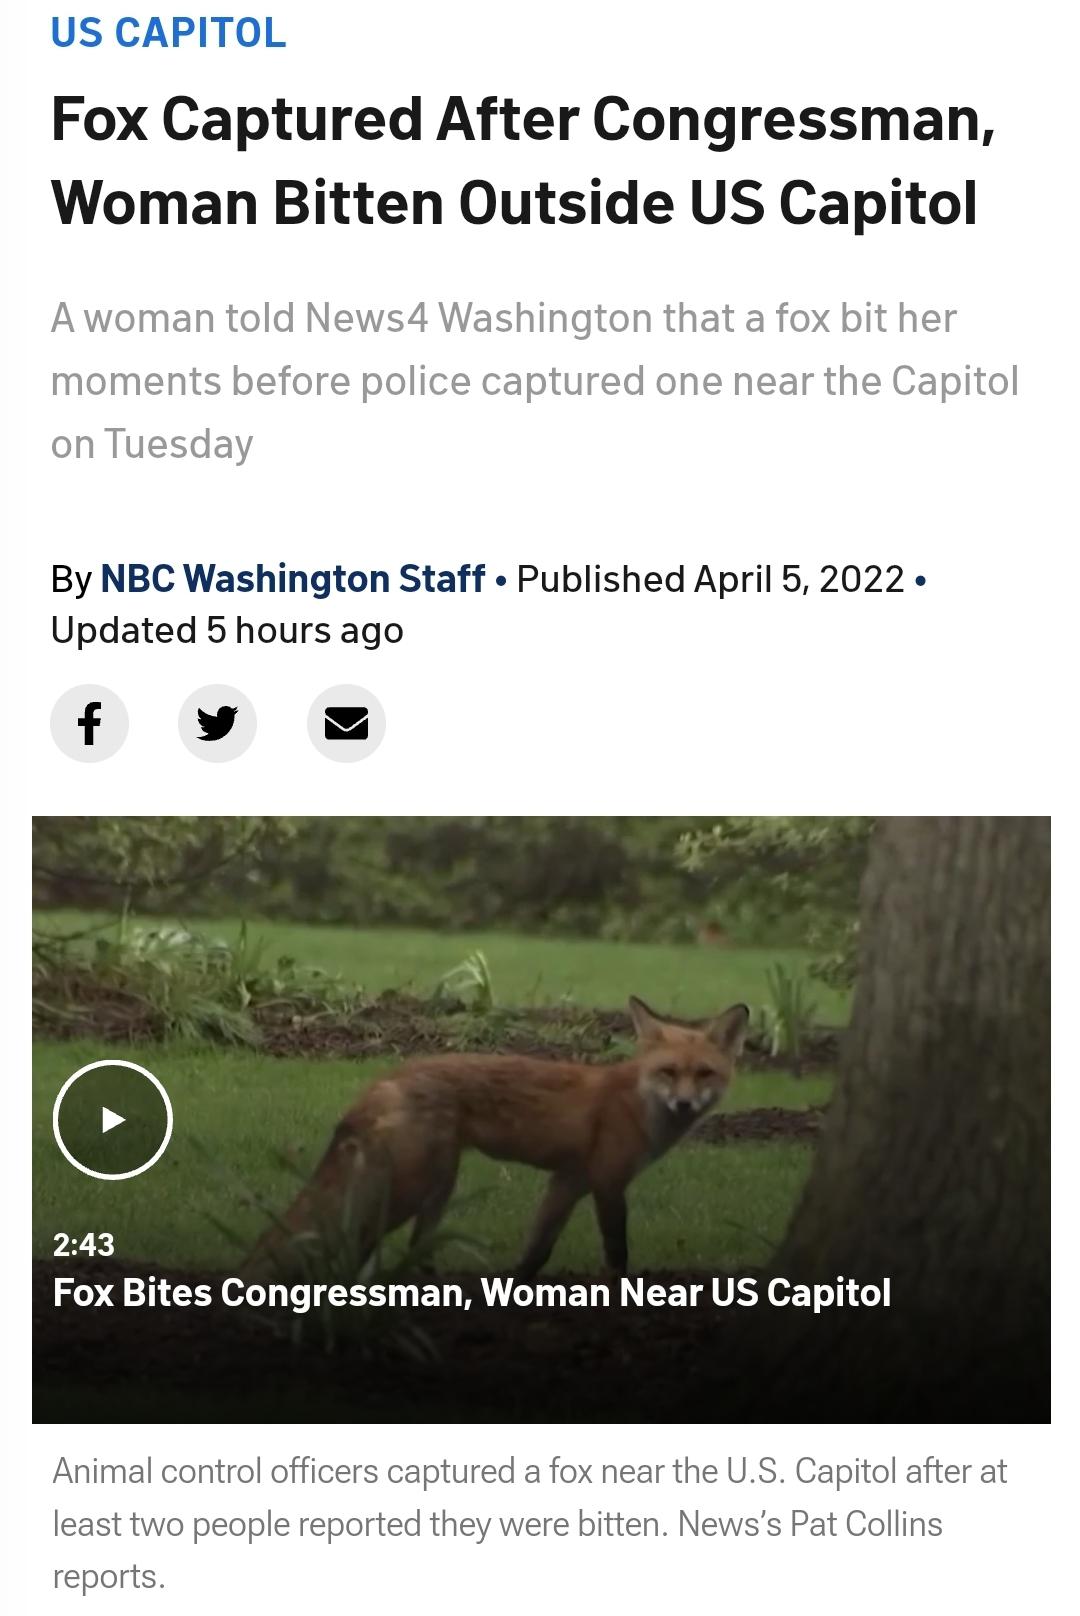 US CAPITOL
Fox Captured After Congressman,
Woman Bitten Outside US Capitol
A woman told News4 Washington that a fox bit her
moments before police captured one near the Capitol
on Tuesday
By NBC Washington Staff • Published April 5, 2022 •
Updated 5 hours ago
2:43
Fox Bites Congressman, Woman Near US Capitol
Animal control officers captured a fox near the U.S. Capitol after at
least two people reported they were bitten. News’s Pat Collins
reports.